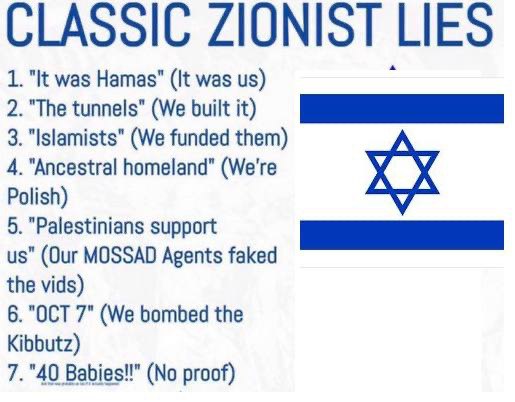 CLASSIC ZIONIST LIES
1. "It was Hamas" (It was us)
2. "The tunnels" (We built it)
3. "Islamists" (We funded them)
4. "Ancestral homeland" (We're
Polish)
5. "Palestinians support
us" (Our MOSSAD Agents faked
the vids)
6. "OCT 7" (We bombed the
Kibbutz)
7. "40 Babies!!" (No proof)